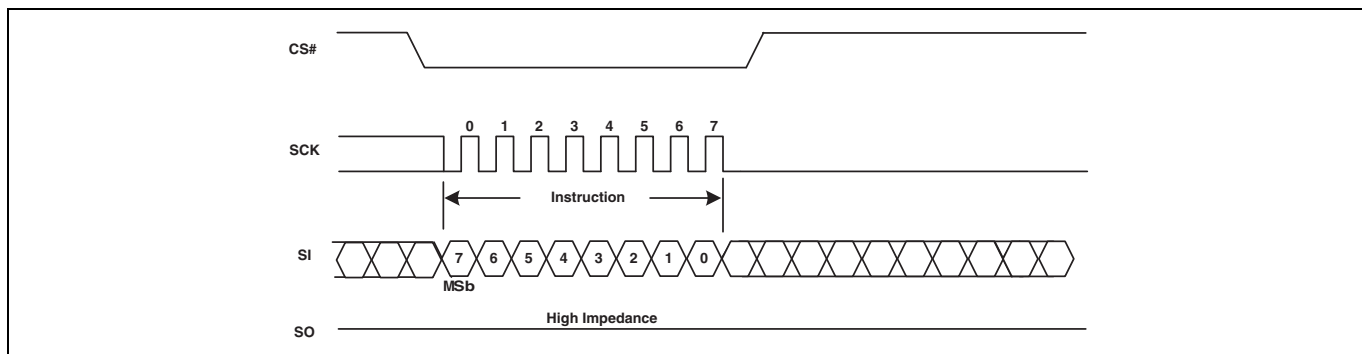 CS#
0 1 2 3 4 5 6 7
SCK
Instruction
SI
7 6 5 4 3 2 1 0
MSb
High Impedance
SO